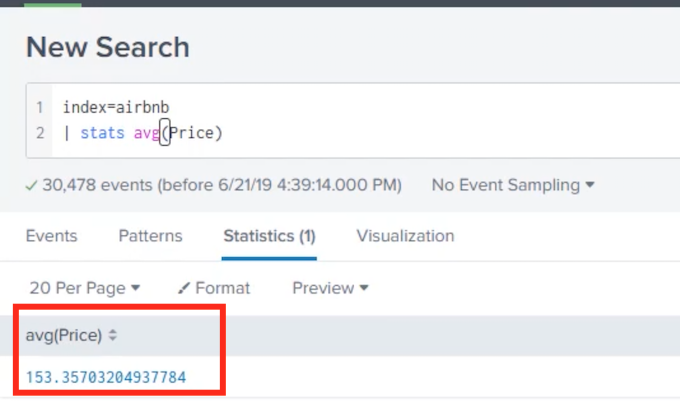 New Search
1 index=airbnb
2 | stats avg(Price)
30,478 events (before 6/21/19 4:39:14.000 PM) No Event Sampling
Events Patterns Statistics (1) Visualization
20 Per Page Format Preview
avg(Price)
153.35703204937784